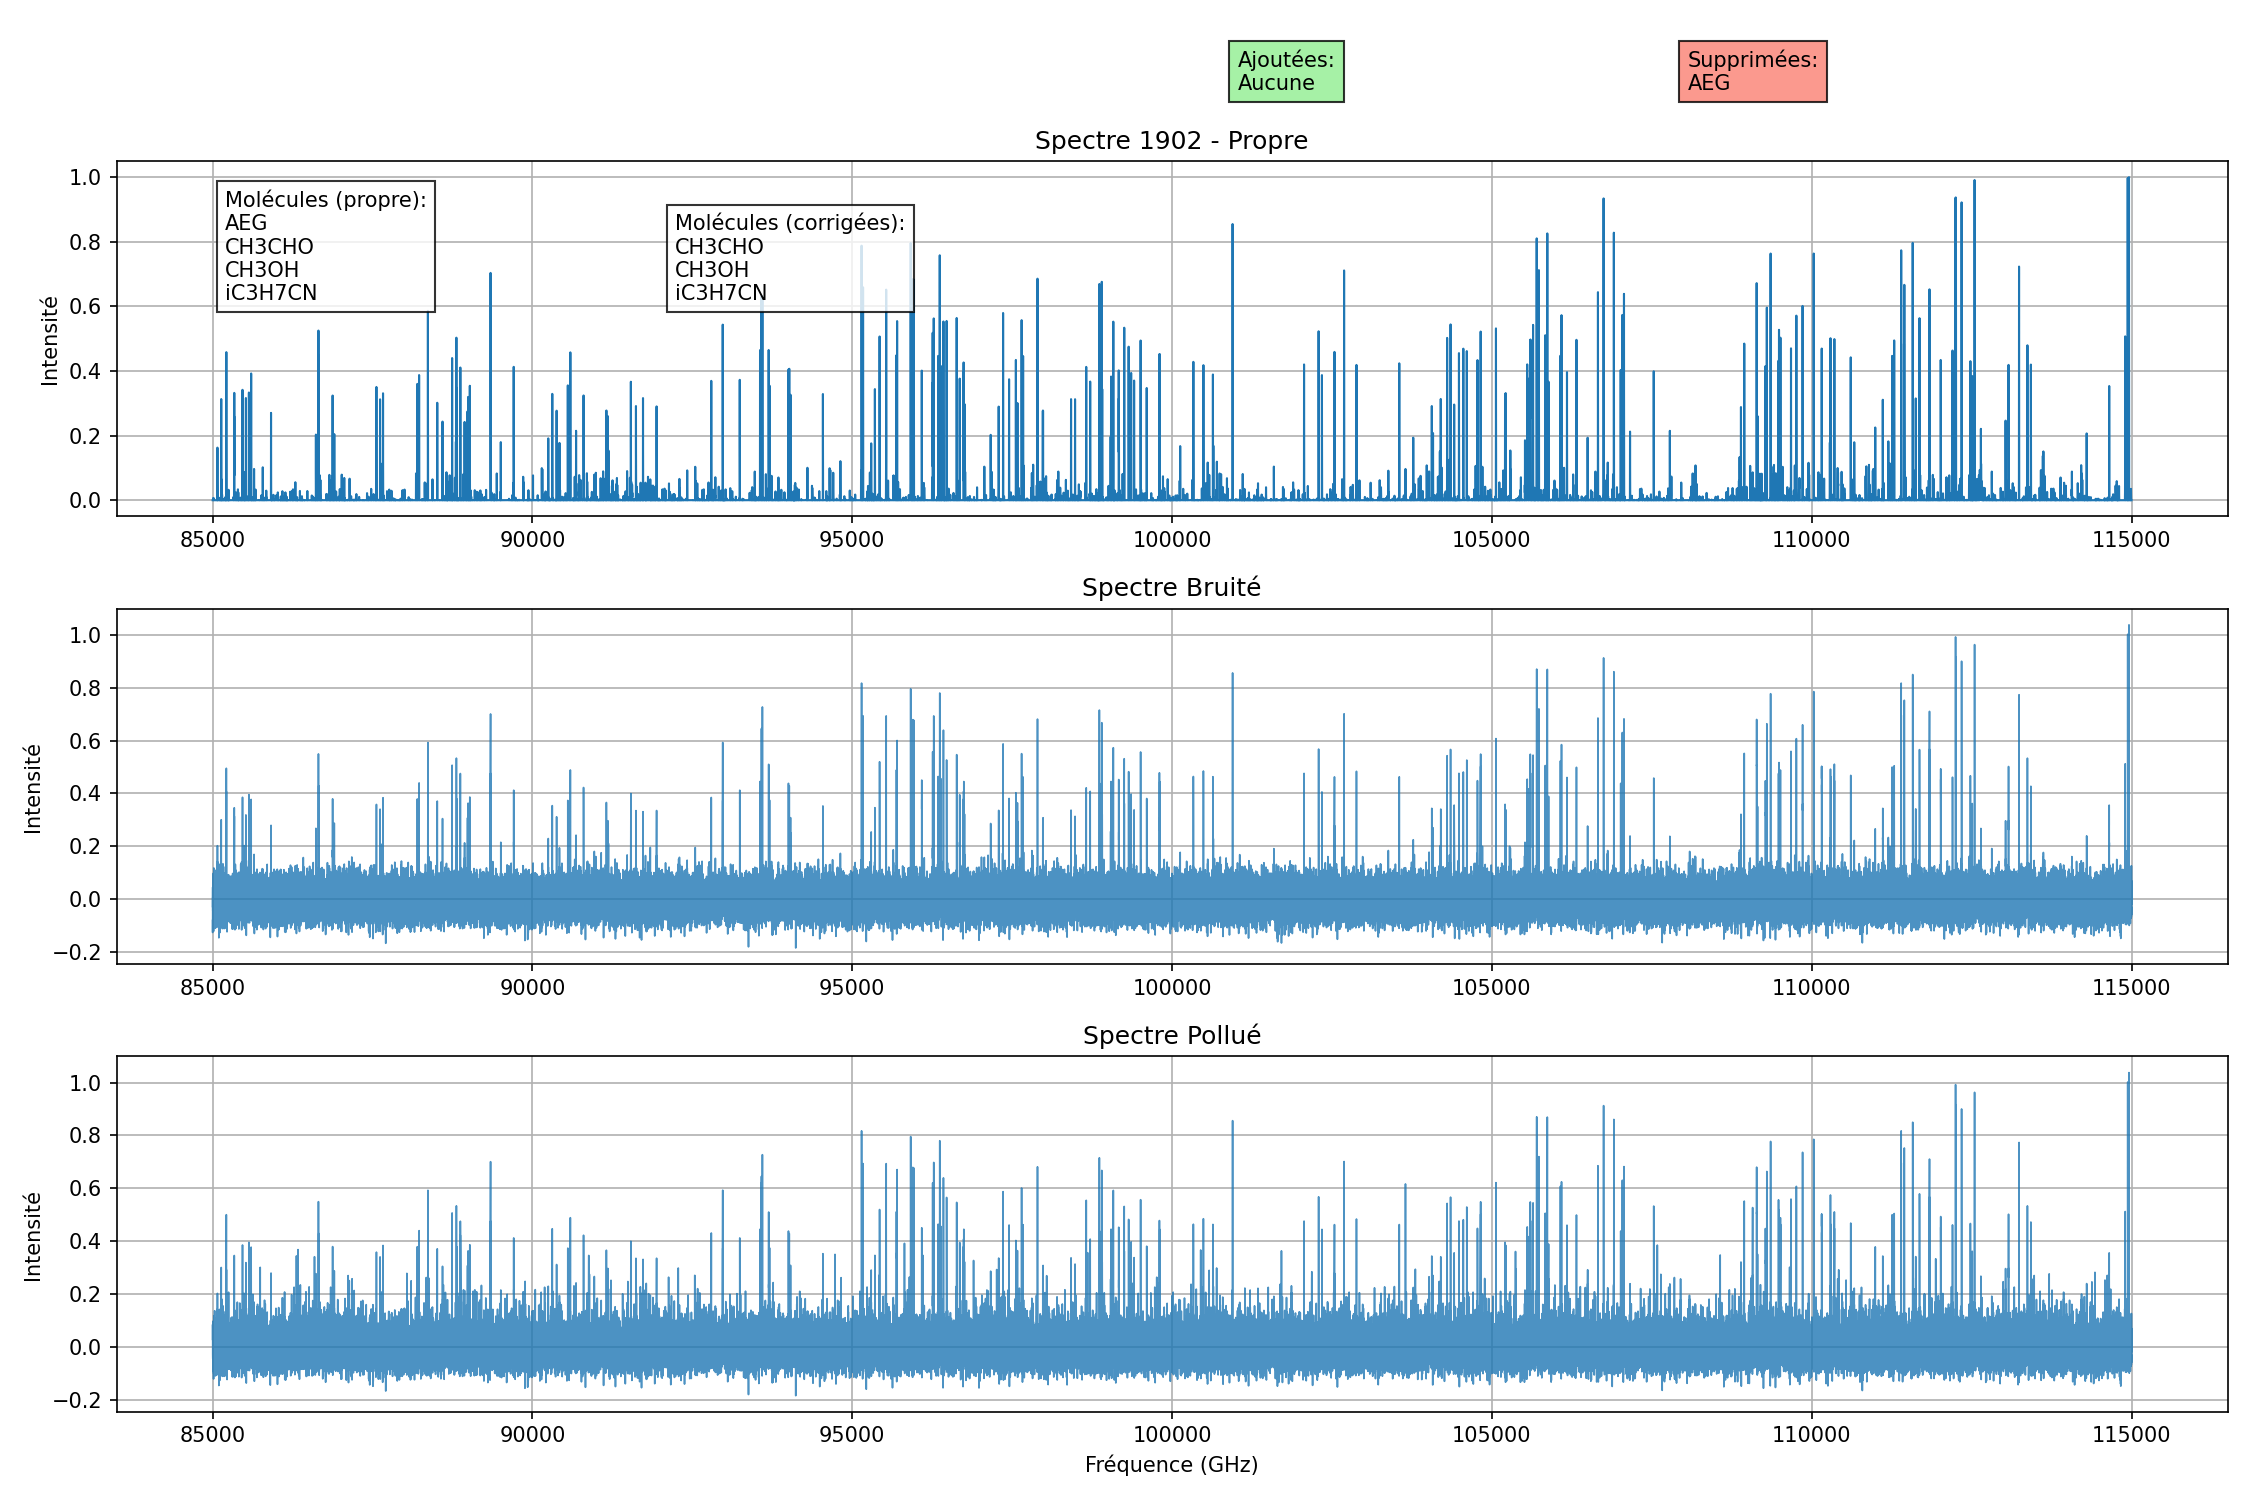 Ajoutées:
Aucune
Supprimées:
AEG
Spectre 1902 - Propre
Molécules (propre):
AEG
CH3CHO
CH3OH
iC3H7CN
Molécules (corrigées):
CH3CHO
CH3OH
iC3H7CN
Intensité
1.0
0.8
0.6
0.4
0.2
0.0
85000 90000 95000 100000 105000 110000 115000
Spectre Bruité
Intensité
1.0
0.8
0.6
0.4
0.2
0.0
−0.2
85000 90000 95000 100000 105000 110000 115000
Spectre Pollué
Intensité
1.0
0.8
0.6
0.4
0.2
0.0
−0.2
85000 90000 95000 100000 105000 110000 115000
Fréquence (GHz)